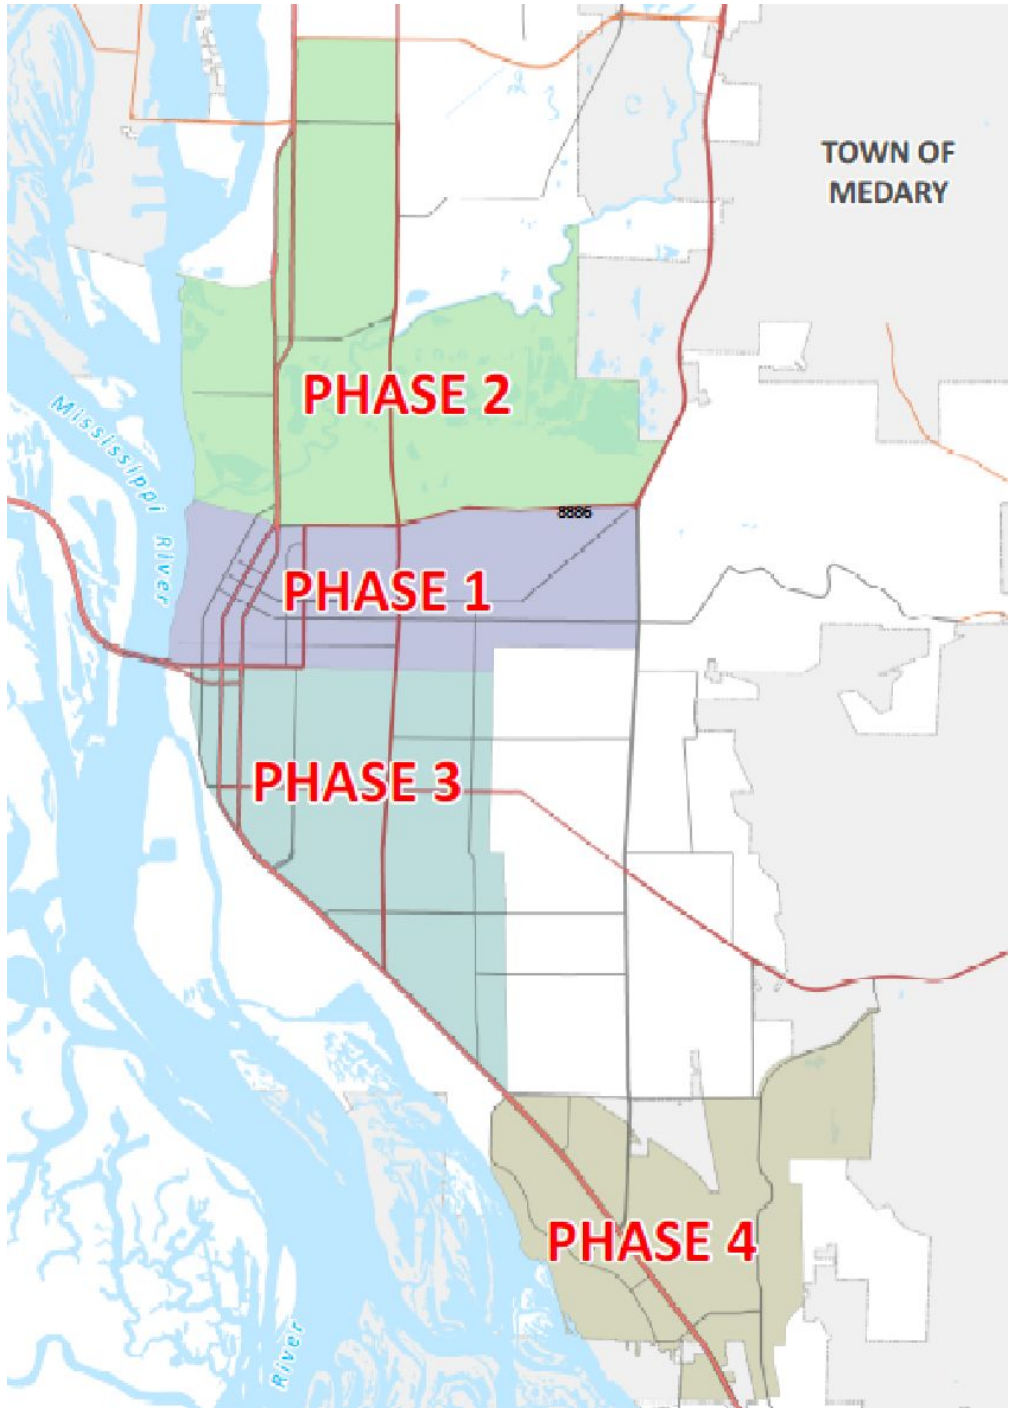 TOWN OF
MEDARY
PHASE 2
Mississippi
River
8886
PHASE 1
PHASE 3
PHASE 4
River